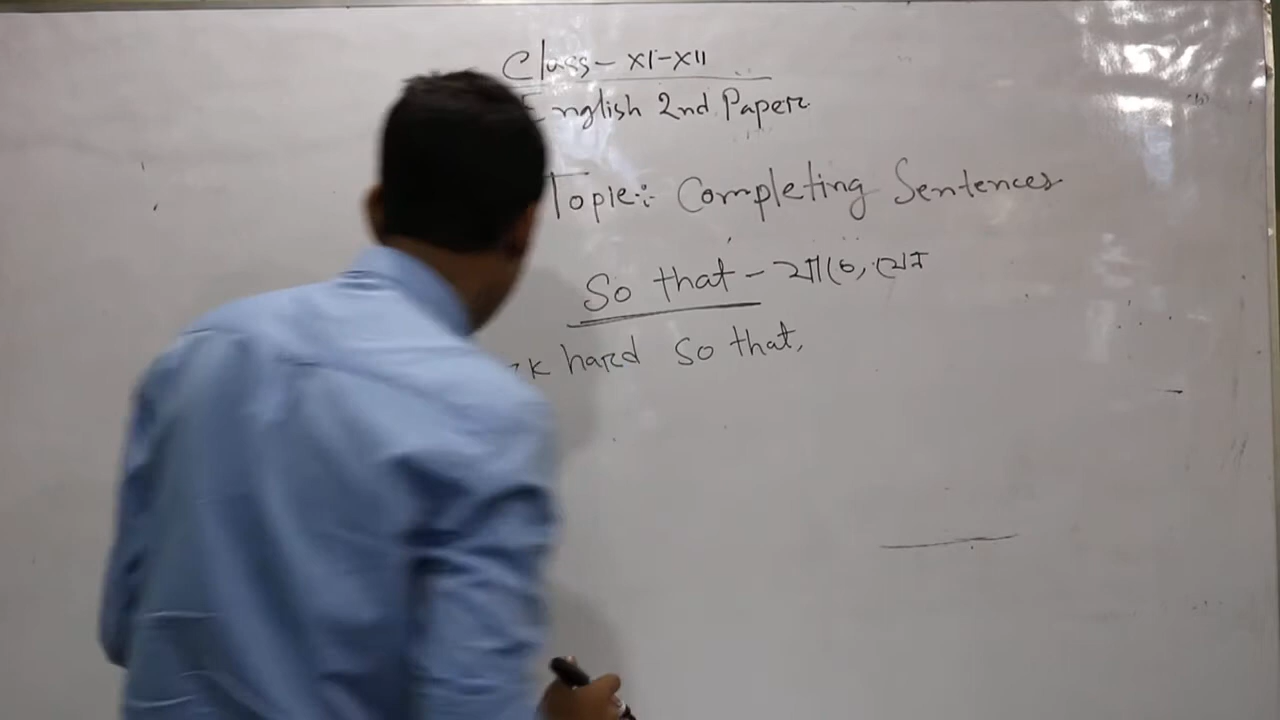 Class - XI-XII
English 2nd Paper
Topic: Completing Sentences
So that - যাতে, যেন
hard so that,